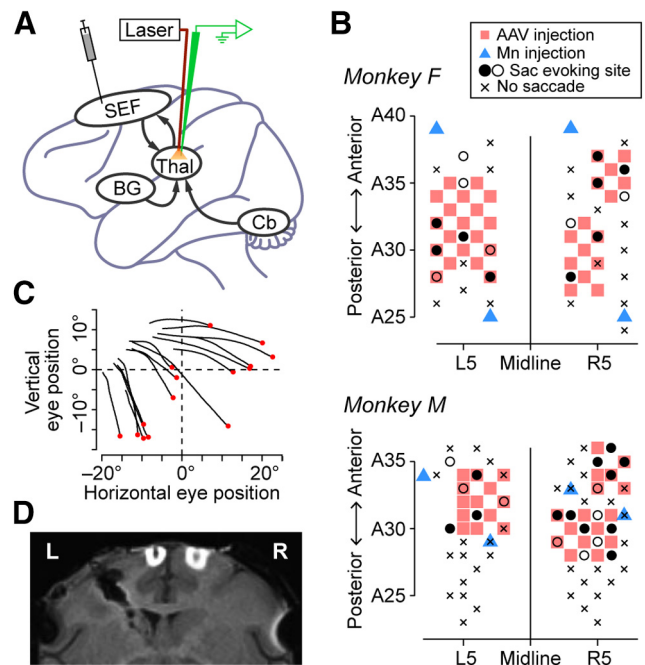 A
Laser
SEF
Thal
BG
Cb
B
AAV injection
Mn injection
Sac evoking site
No saccade
Monkey F
A40
A35
A30
A25
Posterior ⟷ Anterior
L5 Midline R5
C
Vertical
eye position
10°
0°
-10°
-20° 0° 20°
Horizontal eye position
Monkey M
A35
A30
A25
Posterior ⟷ Anterior
L5 Midline R5
D
L R